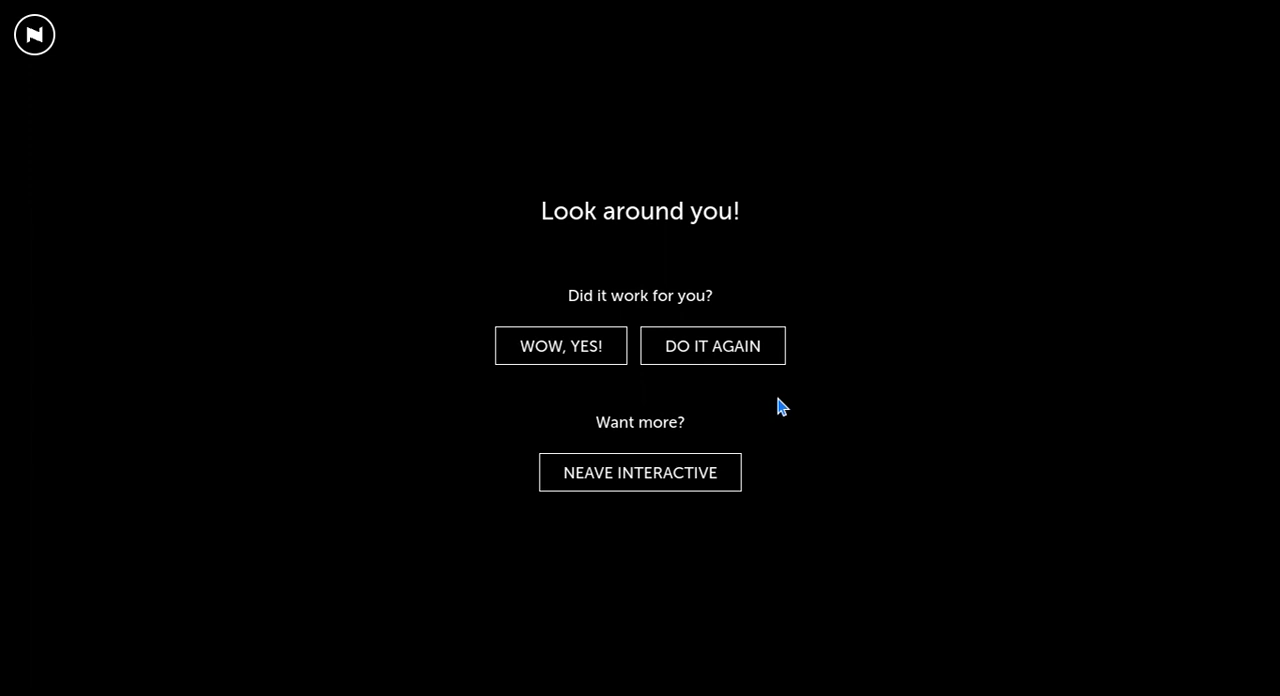 Look around you!
Did it work for you?
WOW, YES! DO IT AGAIN
Want more?
NEAVE INTERACTIVE